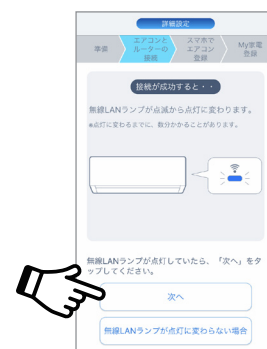 詳細設定
準備
エアコンと
ルーターの
接続
スマホで
エアコン
登録
My家電
登録
接続が成功すると・・
無線LANランプが点滅から点灯に変わります。
※点灯に変わるまでに、数分かかることがあります。
無線LANランプが点灯していたら、「次へ」をタ
ップしてください。
次へ
無線LANランプが点灯に変わらない場合